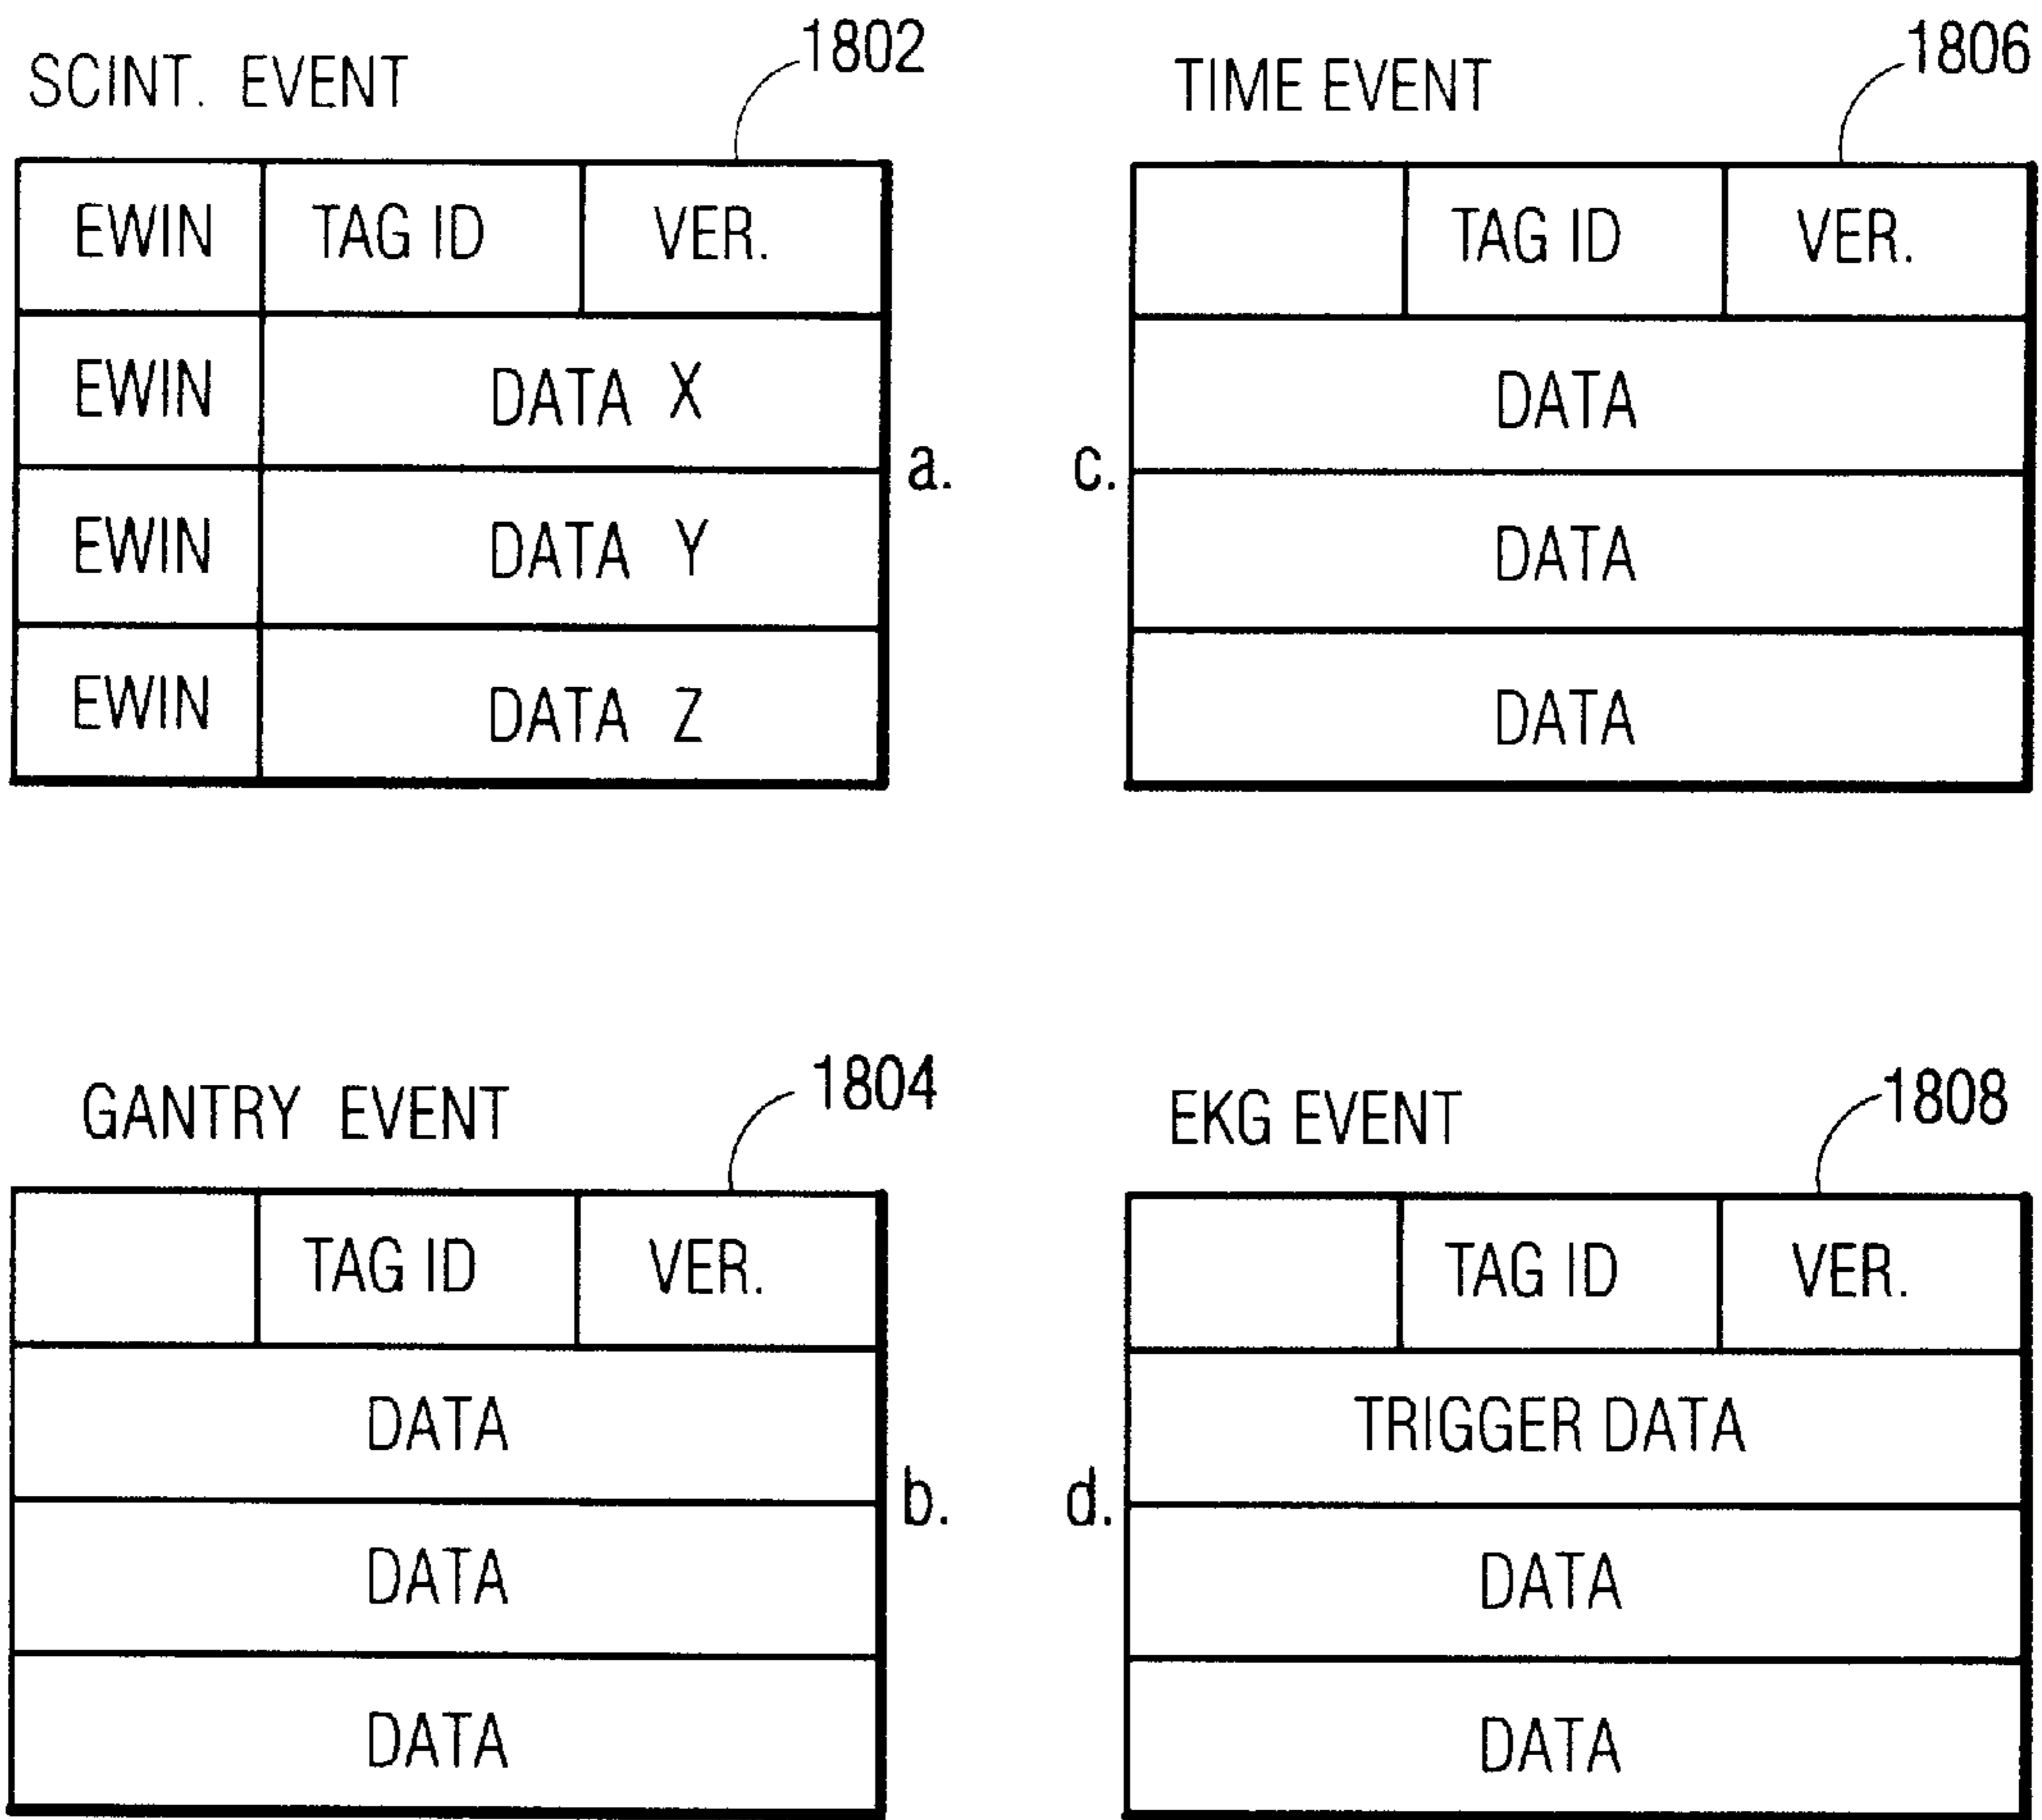 SCINT. EVENT
1802
EWIN TAG ID VER.
EWIN DATA X
EWIN DATA Y
EWIN DATA Z
a.
TIME EVENT
1806
TAG ID VER.
DATA
DATA
DATA
c.
GANTRY EVENT
1804
TAG ID VER.
DATA
DATA
DATA
b.
EKG EVENT
1808
TAG ID VER.
TRIGGER DATA
DATA
DATA
d.